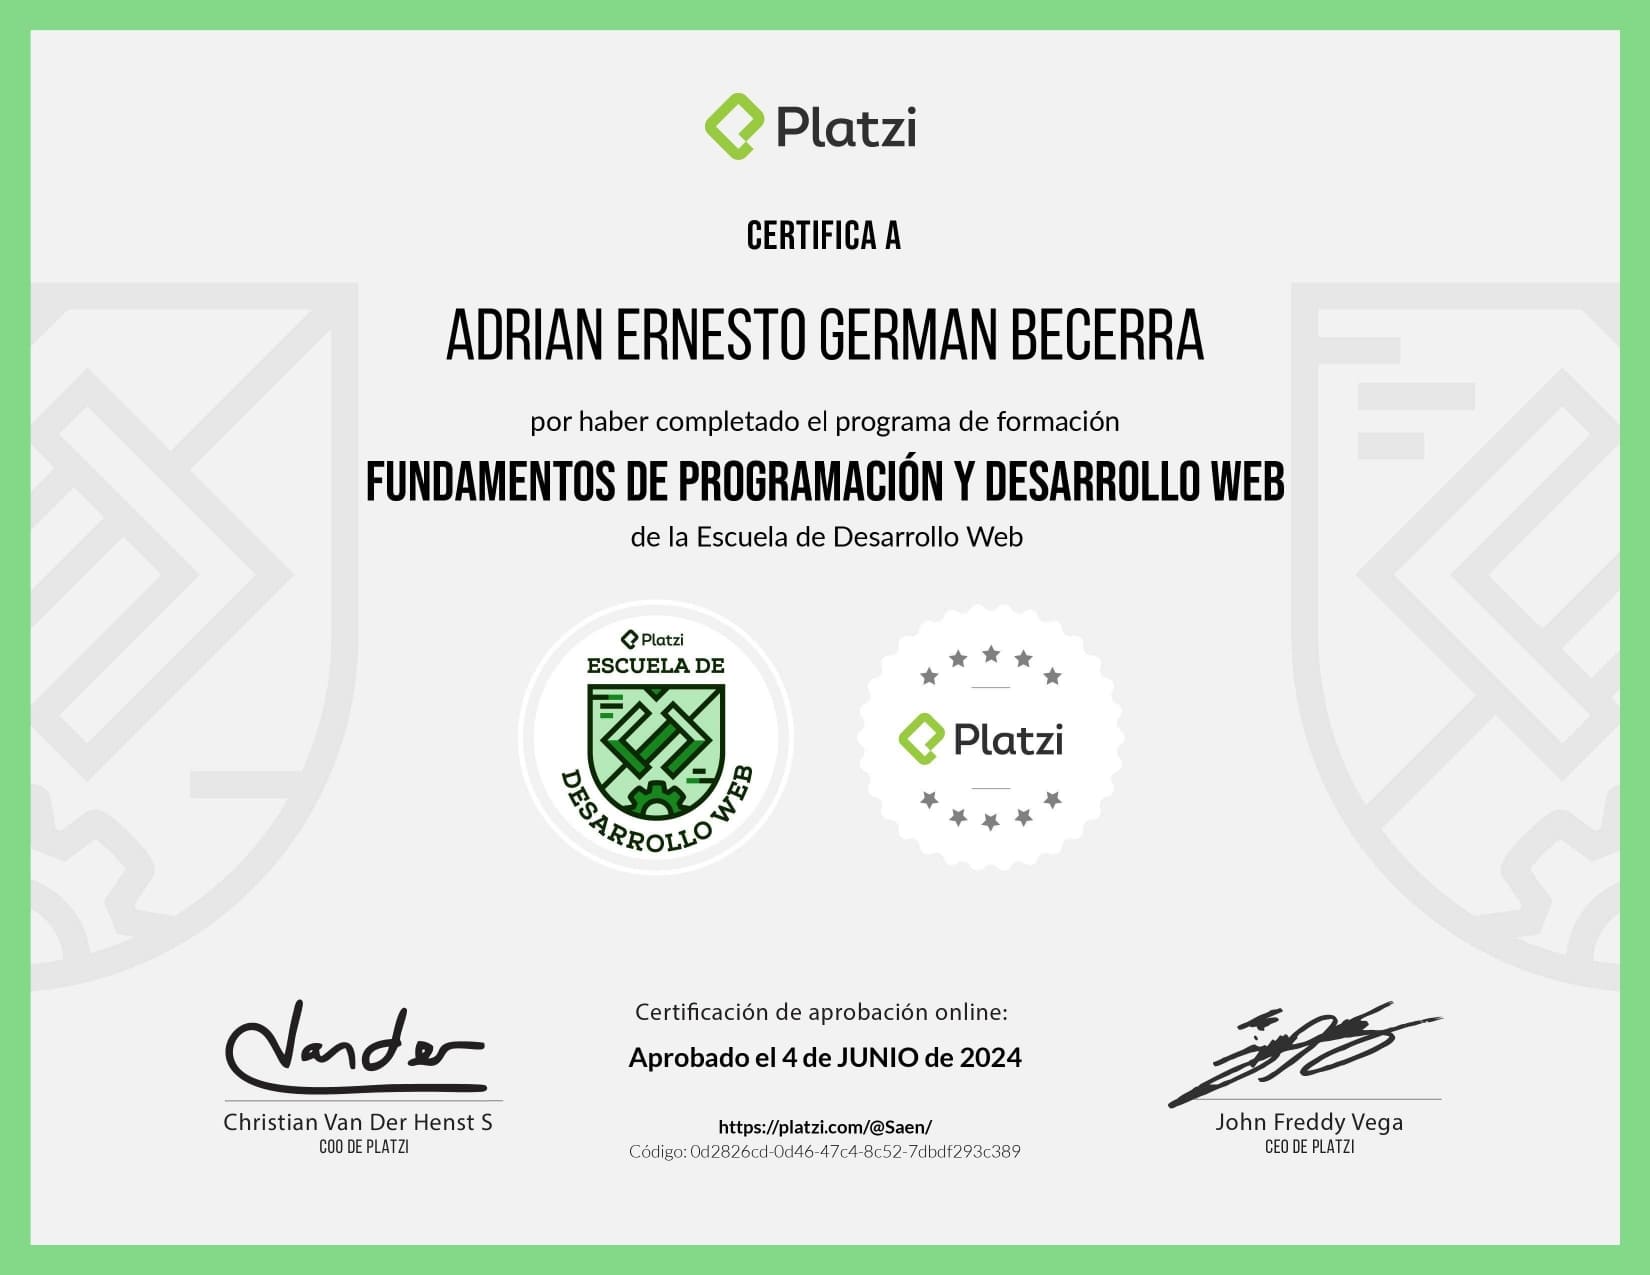 Platzi
CERTIFICA A
ADRIAN ERNESTO GERMAN BECERRA
por haber completado el programa de formación
FUNDAMENTOS DE PROGRAMACIÓN Y DESARROLLO WEB
de la Escuela de Desarrollo Web
Platzi
ESCUELA DE
DESARROLLO WEB
Platzi
Vander
Christian Van Der Henst S
COO DE PLATZI
Certificación de aprobación online:
Aprobado el 4 de JUNIO de 2024
https://platzi.com/@Saen/
Código: 0d2826cd-0d46-47c4-8c52-7dbdf293c389
John Freddy Vega
CEO DE PLATZI